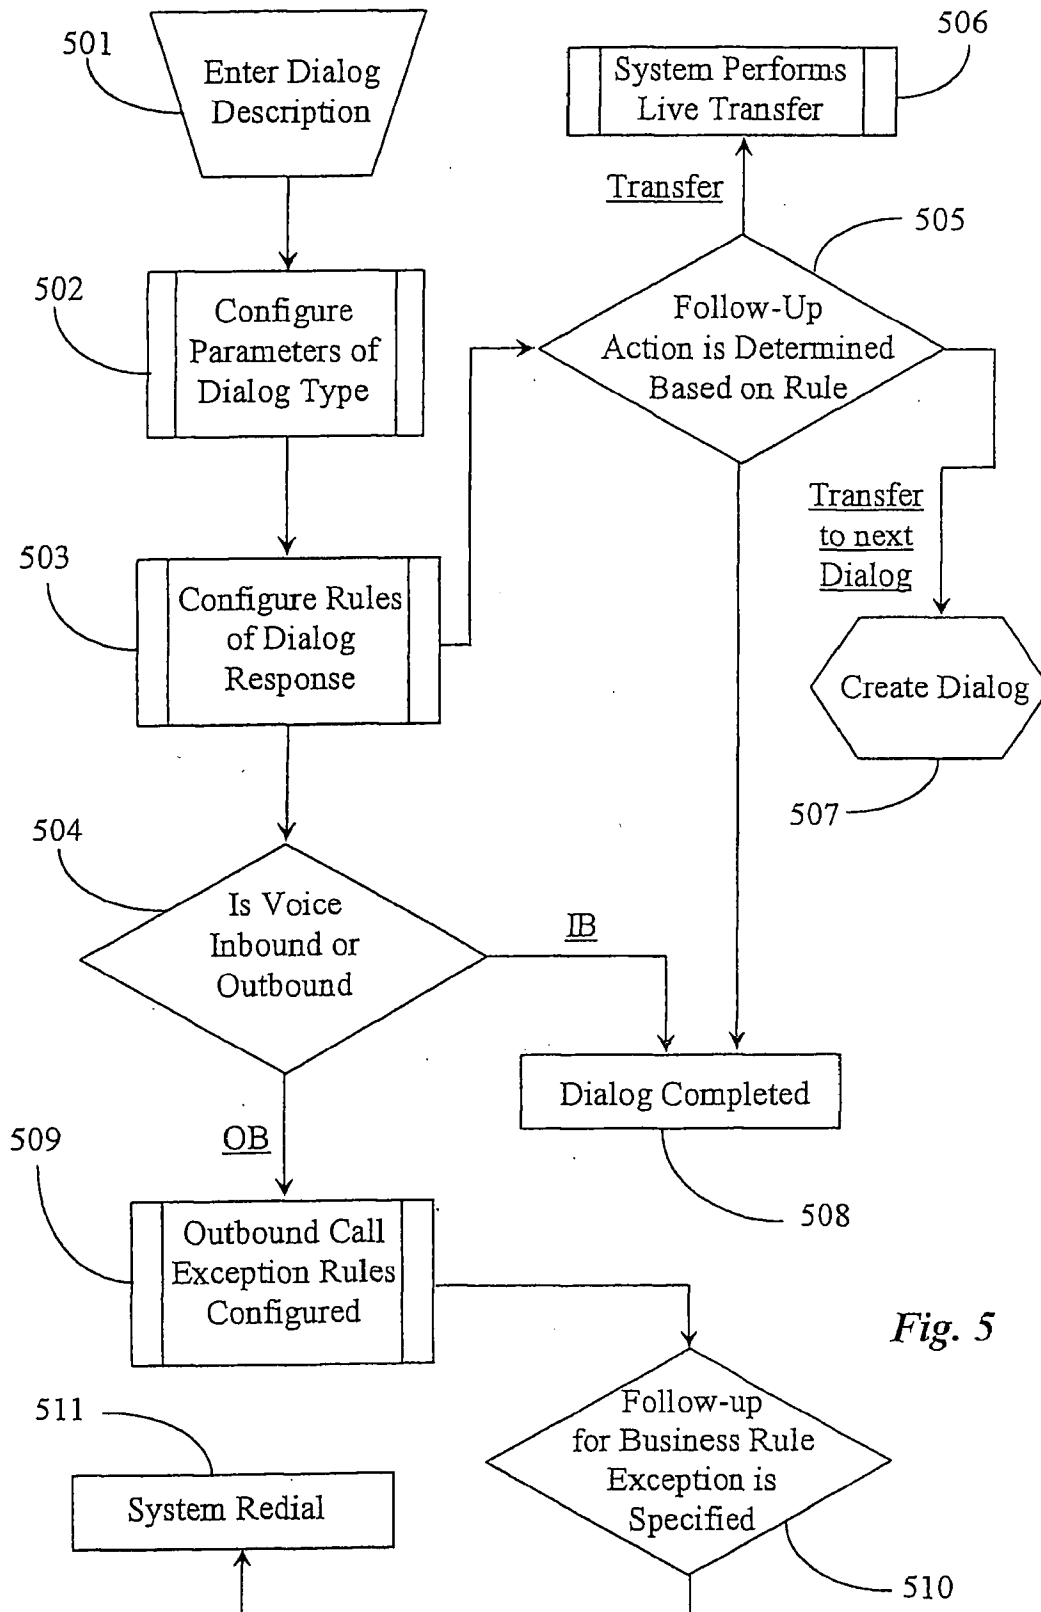 501
Enter Dialog
Description
506
System Performs
Live Transfer
Transfer
505
502
Configure
Parameters of
Dialog Type
Follow-Up
Action is Determined
Based on Rule
Transfer
to next
Dialog
503
Configure Rules
of Dialog
Response
Create Dialog
507
504
Is Voice
Inbound or
Outbound
IB
Dialog Completed
508
OB
509
Outbound Call
Exception Rules
Configured
Fig. 5
511
System Redial
Follow-up
for Business Rule
Exception is
Specified
510